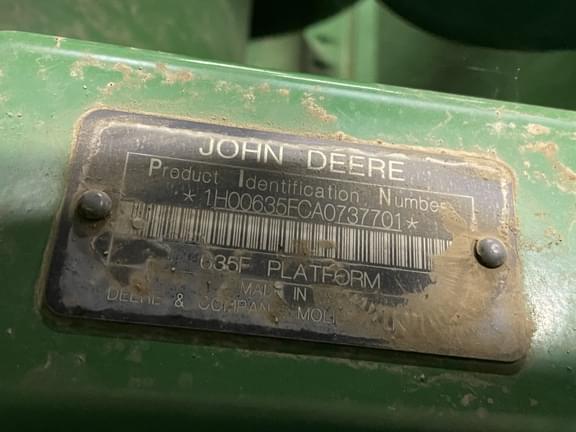 JOHN DEERE
Product Identification Number
*1H00635FCA0737701*
635F PLATFORM
MADE IN
DEERE & COMPANY MOLI